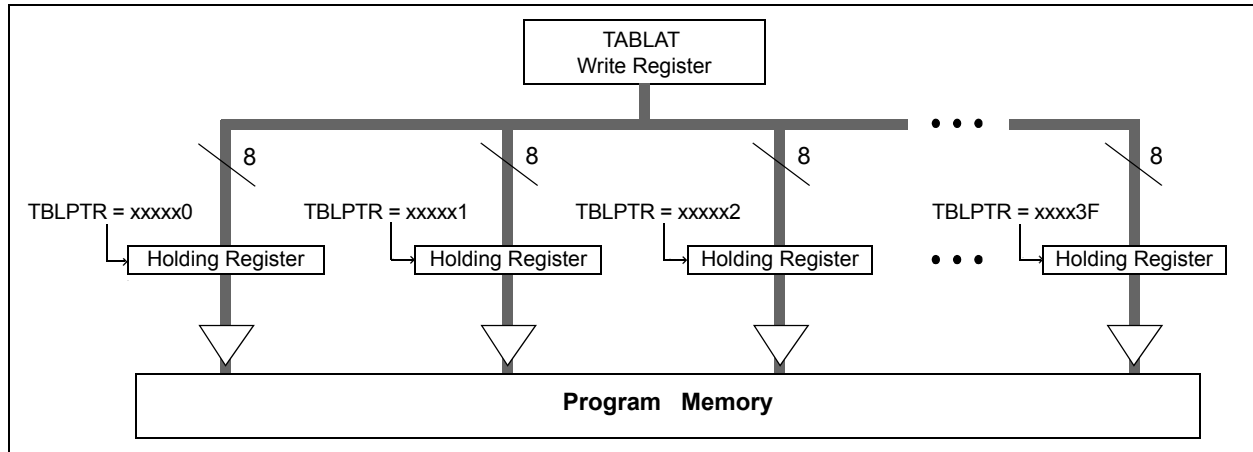 TABLAT
Write Register
• • •
8
8
8
8
TBLPTR = xxxxx0
TBLPTR = xxxxx1
TBLPTR = xxxxx2
TBLPTR = xxxx3F
Holding Register
Holding Register
Holding Register
• • •
Holding Register
Program Memory